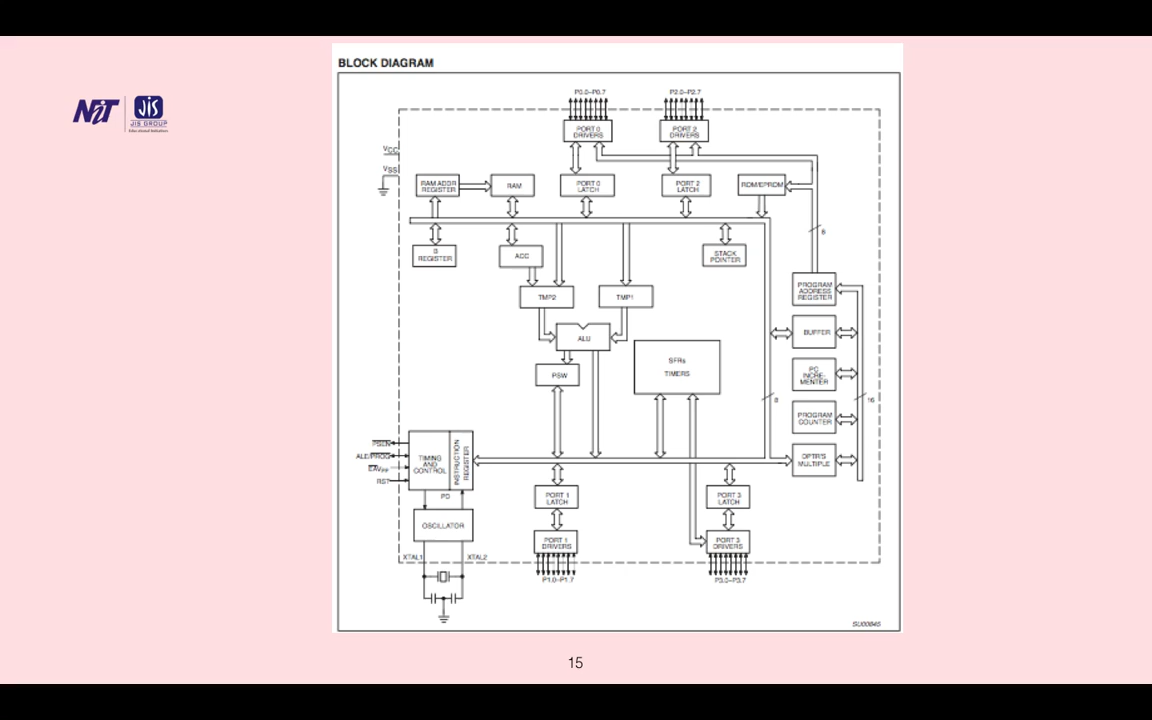 BLOCK DIAGRAM
NiT
JIS
JIS GROUP
Educational Initiatives
P0.0–P0.7
P2.0–P2.7
PORT 0
DRIVERS
PORT 2
DRIVERS
VCC
VSS
RAM ADDR
REGISTER
RAM
PORT 0
LATCH
PORT 2
LATCH
ROM/EPROM
8
B
REGISTER
ACC
STACK
POINTER
TMP2
TMP1
PROGRAM
ADDRESS
REGISTER
ALU
BUFFER
SFRs
TIMERS
PSW
PC
INCRE-
MENTER
8
16
PROGRAM
COUNTER
PSEN
ALE/PROG
EAVPP
RST
TIMING
AND
CONTROL
INSTRUCTION
REGISTER
DPTR'S
MULTIPLE
PD
PORT 1
LATCH
PORT 3
LATCH
OSCILLATOR
PORT 1
DRIVERS
PORT 3
DRIVERS
XTAL1
XTAL2
P1.0–P1.7
P3.0–P3.7
SU00845
15